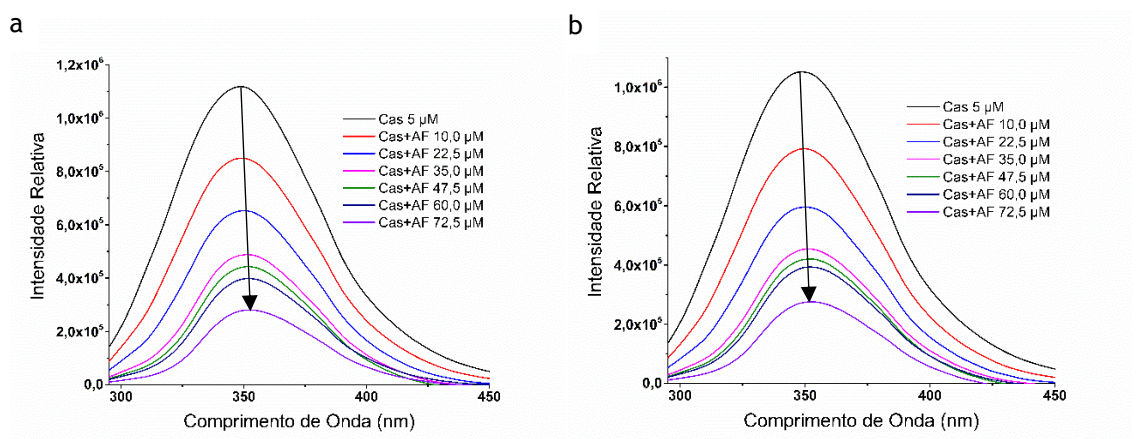 a
1,2x10⁶
1,0x10⁶
8,0x10⁵
6,0x10⁵
4,0x10⁵
2,0x10⁵
0,0
Intensidade Relativa
300
350
400
450
Comprimento de Onda (nm)
Cas 5 µM
Cas+AF 10,0 µM
Cas+AF 22,5 µM
Cas+AF 35,0 µM
Cas+AF 47,5 µM
Cas+AF 60,0 µM
Cas+AF 72,5 µM
b
1,0x10⁶
8,0x10⁵
6,0x10⁵
4,0x10⁵
2,0x10⁵
0,0
Intensidade Relativa
300
350
400
450
Comprimento de Onda (nm)
Cas 5 µM
Cas+AF 10,0 µM
Cas+AF 22,5 µM
Cas+AF 35,0 µM
Cas+AF 47,5 µM
Cas+AF 60,0 µM
Cas+AF 72,5 µM